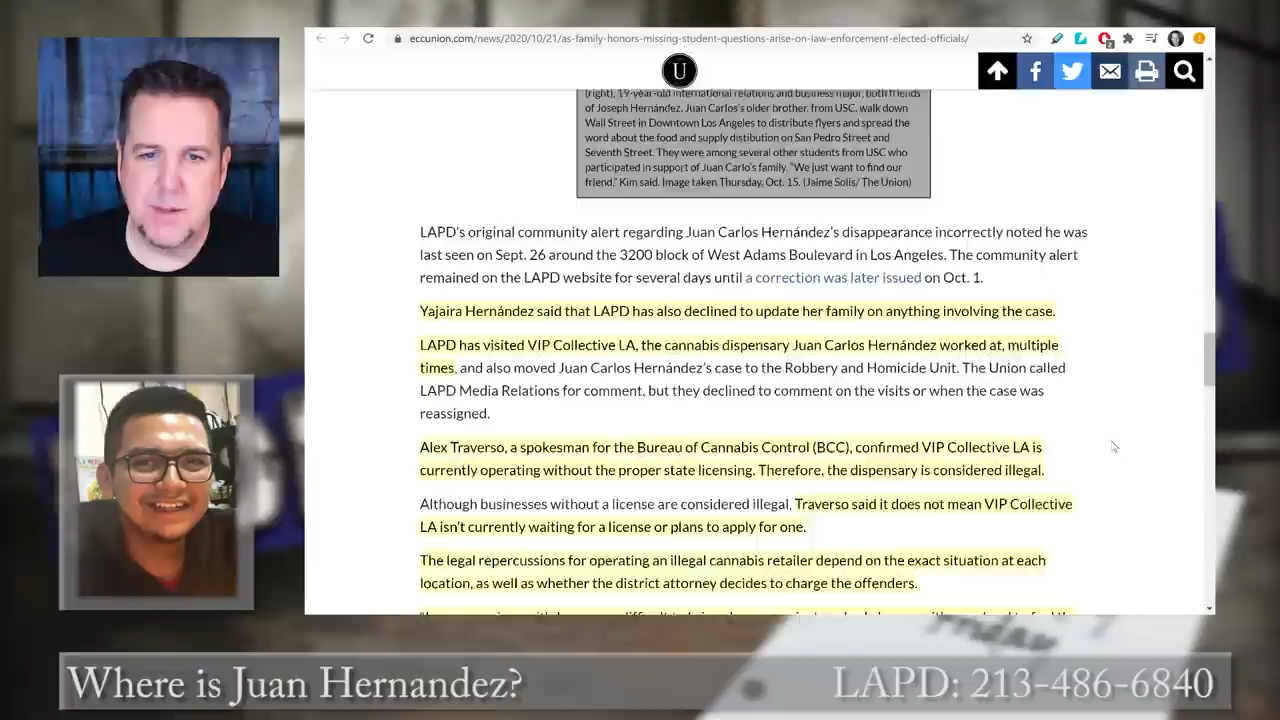 eccunion.com/news/2020/10/21/as-family-honors-missing-student-questions-arise-on-law-enforcement-elected-officials/
U
(right), 19-year-old international relations and business major, both friends
of Joseph Hernández, Juan Carlos's older brother, from USC, walk down
Wall Street in Downtown Los Angeles to distribute flyers and spread the
word about the food and supply distibution on San Pedro Street and
Seventh Street. They were among several other students from USC who
participated in support of Juan Carlo's family. "We just want to find our
friend," Kim said. Image taken Thursday, Oct. 15. (Jaime Solis/ The Union)
LAPD's original community alert regarding Juan Carlos Hernández's disappearance incorrectly noted he was
last seen on Sept. 26 around the 3200 block of West Adams Boulevard in Los Angeles. The community alert
remained on the LAPD website for several days until a correction was later issued on Oct. 1.
Yajaira Hernández said that LAPD has also declined to update her family on anything involving the case.
LAPD has visited VIP Collective LA, the cannabis dispensary Juan Carlos Hernández worked at, multiple
times, and also moved Juan Carlos Hernández's case to the Robbery and Homicide Unit. The Union called
LAPD Media Relations for comment, but they declined to comment on the visits or when the case was
reassigned.
Alex Traverso, a spokesman for the Bureau of Cannabis Control (BCC), confirmed VIP Collective LA is
currently operating without the proper state licensing. Therefore, the dispensary is considered illegal.
Although businesses without a license are considered illegal, Traverso said it does not mean VIP Collective
LA isn't currently waiting for a license or plans to apply for one.
The legal repercussions for operating an illegal cannabis retailer depend on the exact situation at each
location, as well as whether the district attorney decides to charge the offenders.
Friday
Where is Juan Hernandez?
LAPD: 213-486-6840